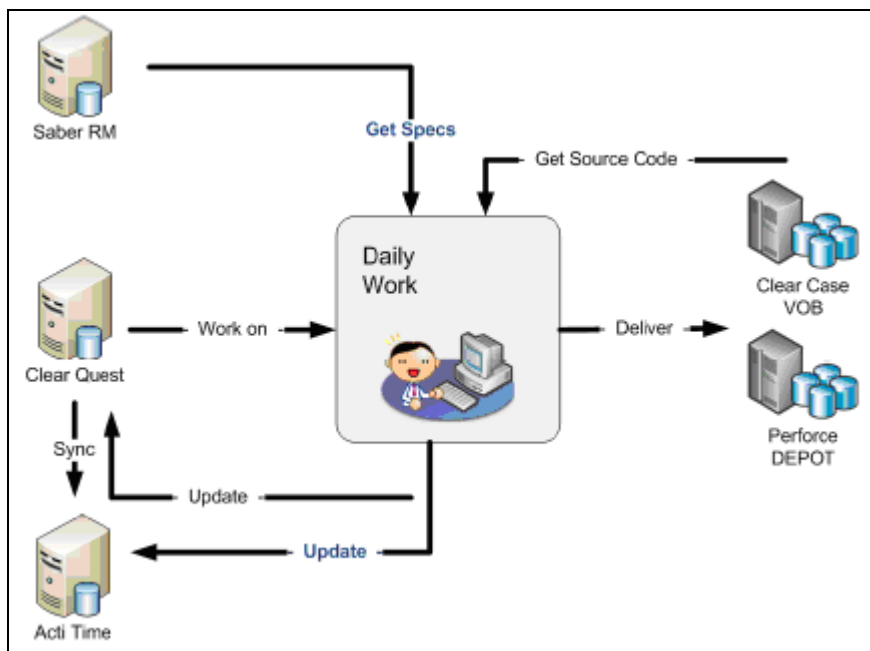 Saber RM
Get Specs
Get Source Code
Daily
Work
Clear Case
VOB
Work on
Deliver
Clear Quest
Perforce
DEPOT
Sync
Update
Update
Acti Time